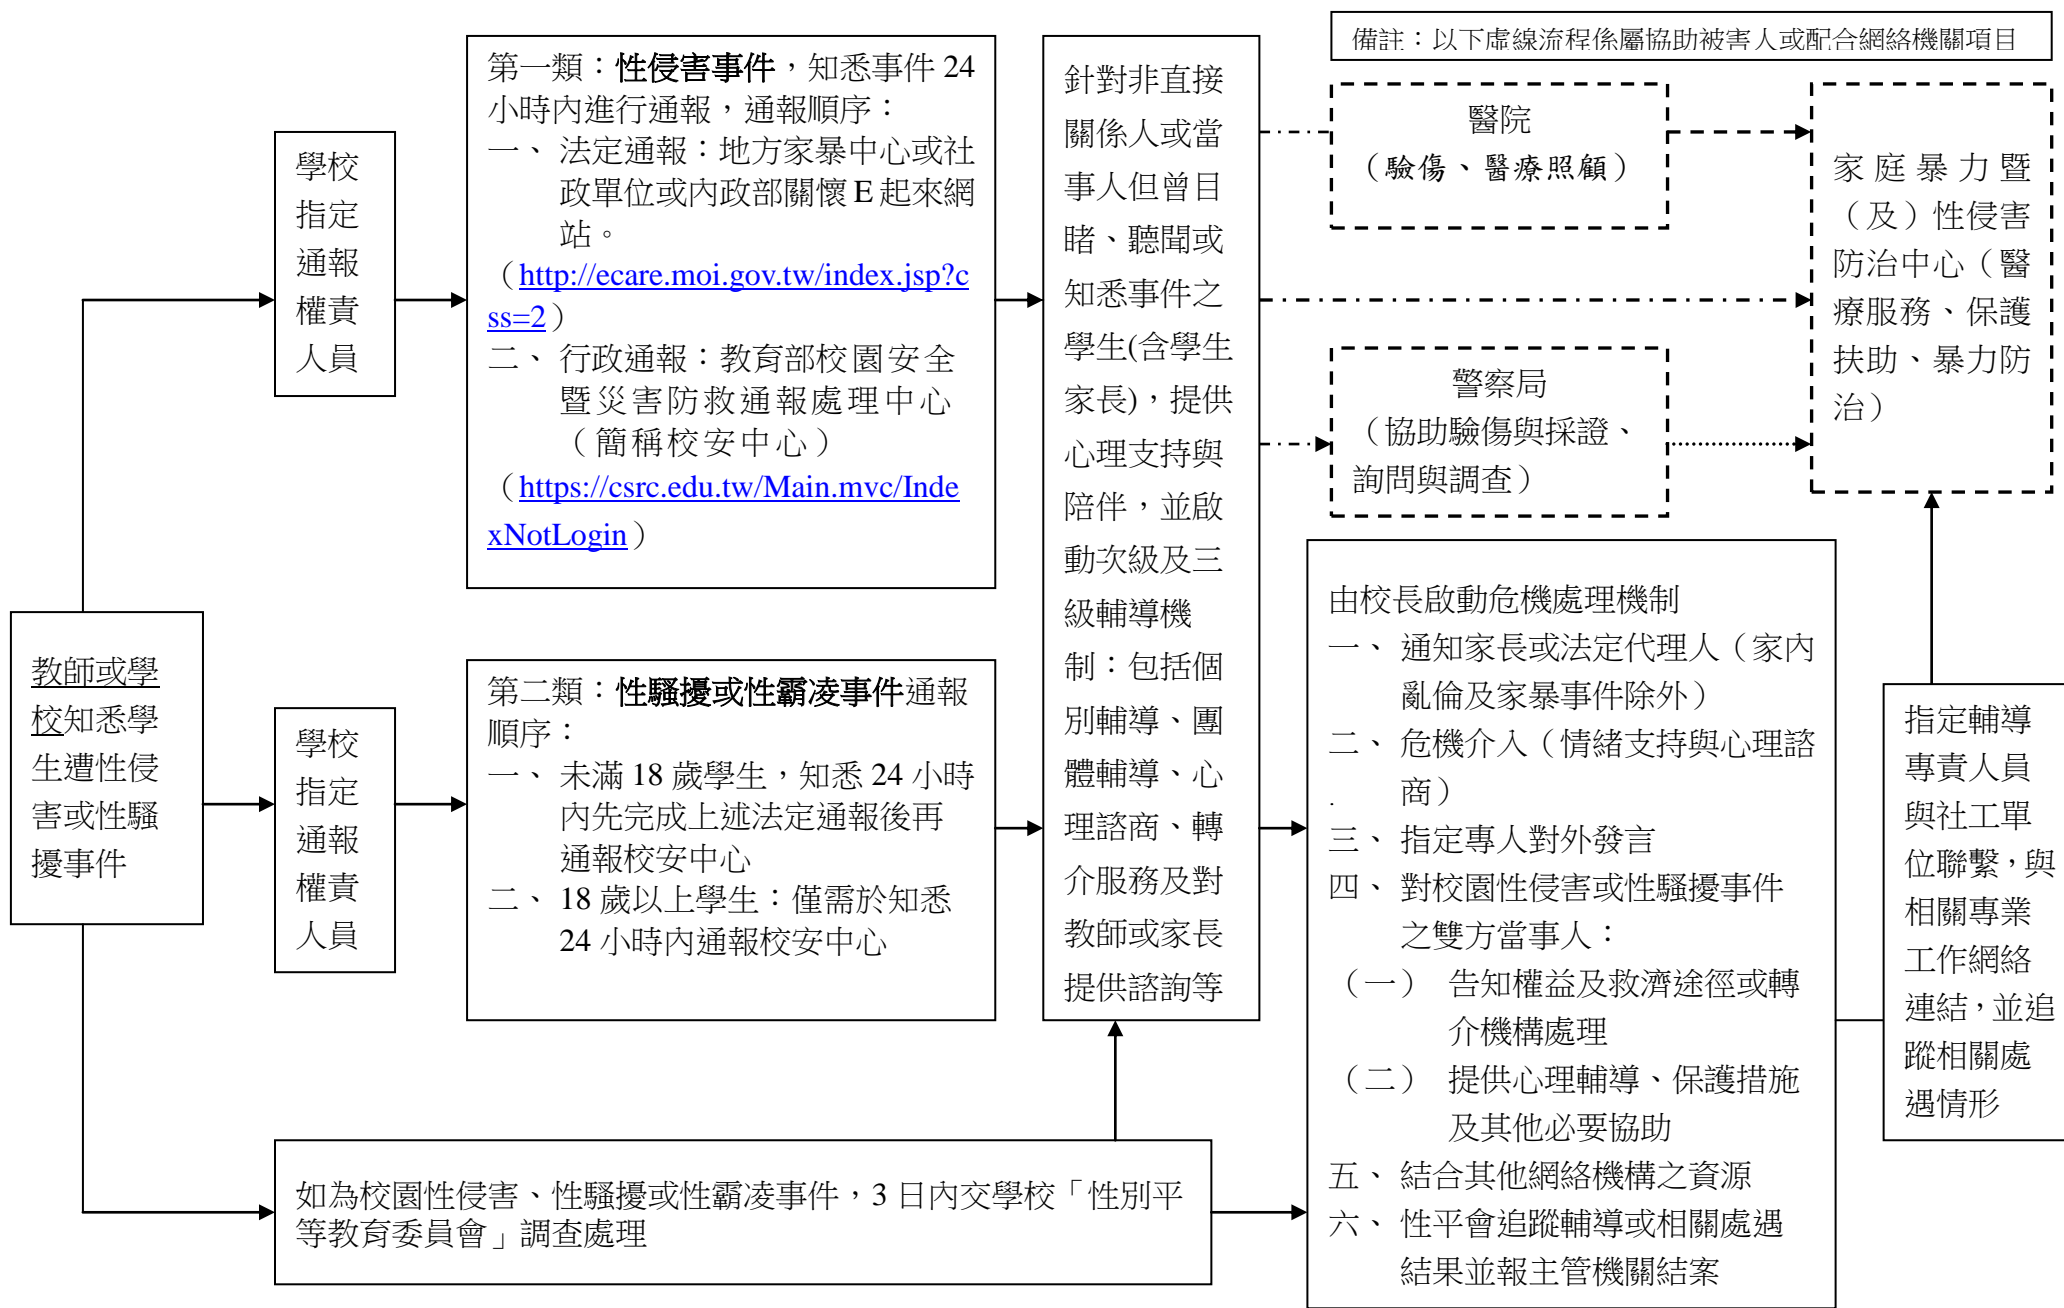 備註：以下虛線流程係屬協助被害人或配合網絡機關項目
教師或學
校知悉學
生遭性侵
害或性騷
擾事件
學校
指定
通報
權責
人員
第一類：性侵害事件，知悉事件 24
小時內進行通報，通報順序：
一、 法定通報：地方家暴中心或社
政單位或內政部關懷 E 起來網
站。
（http://ecare.moi.gov.tw/index.jsp?c
ss=2）
二、 行政通報：教育部校園安全
暨災害防救通報處理中心
（簡稱校安中心）
（https://csrc.edu.tw/Main.mvc/Inde
xNotLogin）
學校
指定
通報
權責
人員
第二類：性騷擾或性霸凌事件通報
順序：
一、 未滿 18 歲學生，知悉 24 小時
內先完成上述法定通報後再
通報校安中心
二、 18 歲以上學生：僅需於知悉
24 小時內通報校安中心
如為校園性侵害、性騷擾或性霸凌事件，3 日內交學校「性別平
等教育委員會」調查處理
針對非直接
關係人或當
事人但曾目
睹、聽聞或
知悉事件之
學生(含學生
家長)，提供
心理支持與
陪伴，並啟
動次級及三
級輔導機
制：包括個
別輔導、團
體輔導、心
理諮商、轉
介服務及對
教師或家長
提供諮詢等
醫院
（驗傷、醫療照顧）
警察局
（協助驗傷與採證、
詢問與調查）
家庭暴力暨
（及）性侵害
防治中心（醫
療服務、保護
扶助、暴力防
治）
由校長啟動危機處理機制
一、 通知家長或法定代理人（家內
亂倫及家暴事件除外）
二、 危機介入（情緒支持與心理諮
商）
三、 指定專人對外發言
四、 對校園性侵害或性騷擾事件
之雙方當事人：
（一） 告知權益及救濟途徑或轉
介機構處理
（二） 提供心理輔導、保護措施
及其他必要協助
五、 結合其他網絡機構之資源
六、 性平會追蹤輔導或相關處遇
結果並報主管機關結案
指定輔導
專責人員
與社工單
位聯繫，與
相關專業
工作網絡
連結，並追
蹤相關處
遇情形